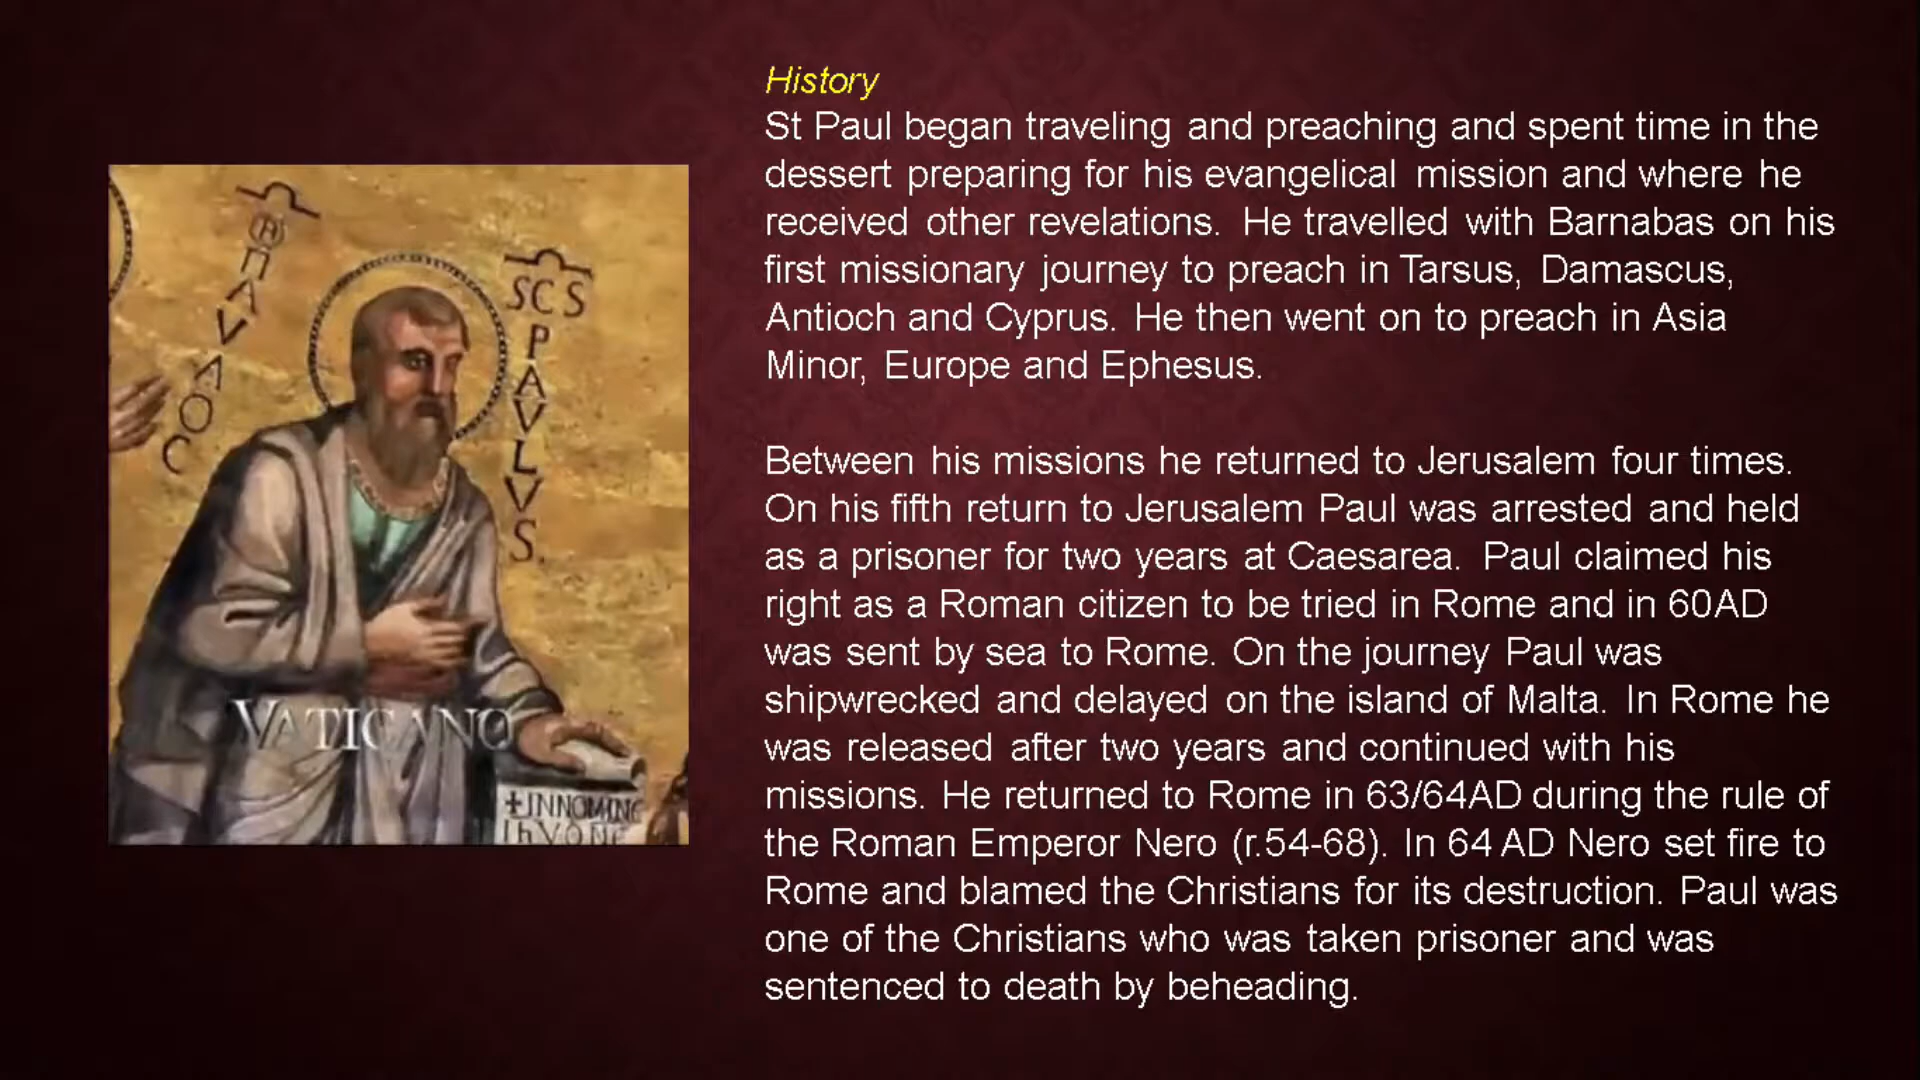 History
St Paul began traveling and preaching and spent time in the
dessert preparing for his evangelical mission and where he
received other revelations. He travelled with Barnabas on his
first missionary journey to preach in Tarsus, Damascus,
Antioch and Cyprus. He then went on to preach in Asia
Minor, Europe and Ephesus.
Between his missions he returned to Jerusalem four times.
On his fifth return to Jerusalem Paul was arrested and held
as a prisoner for two years at Caesarea. Paul claimed his
right as a Roman citizen to be tried in Rome and in 60AD
was sent by sea to Rome. On the journey Paul was
shipwrecked and delayed on the island of Malta. In Rome he
was released after two years and continued with his
missions. He returned to Rome in 63/64AD during the rule of
the Roman Emperor Nero (r.54-68). In 64 AD Nero set fire to
Rome and blamed the Christians for its destruction. Paul was
one of the Christians who was taken prisoner and was
sentenced to death by beheading.
ΠΑVΛΟC
SCS
PAVLVS.
VATICANO
+INNOMINE